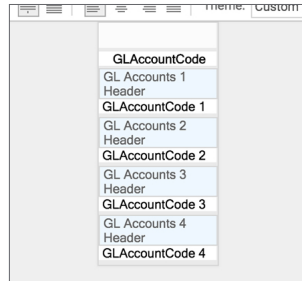 Theme: Custom
GLAccountCode
GL Accounts 1
Header
GLAccountCode 1
GL Accounts 2
Header
GLAccountCode 2
GL Accounts 3
Header
GLAccountCode 3
GL Accounts 4
Header
GLAccountCode 4